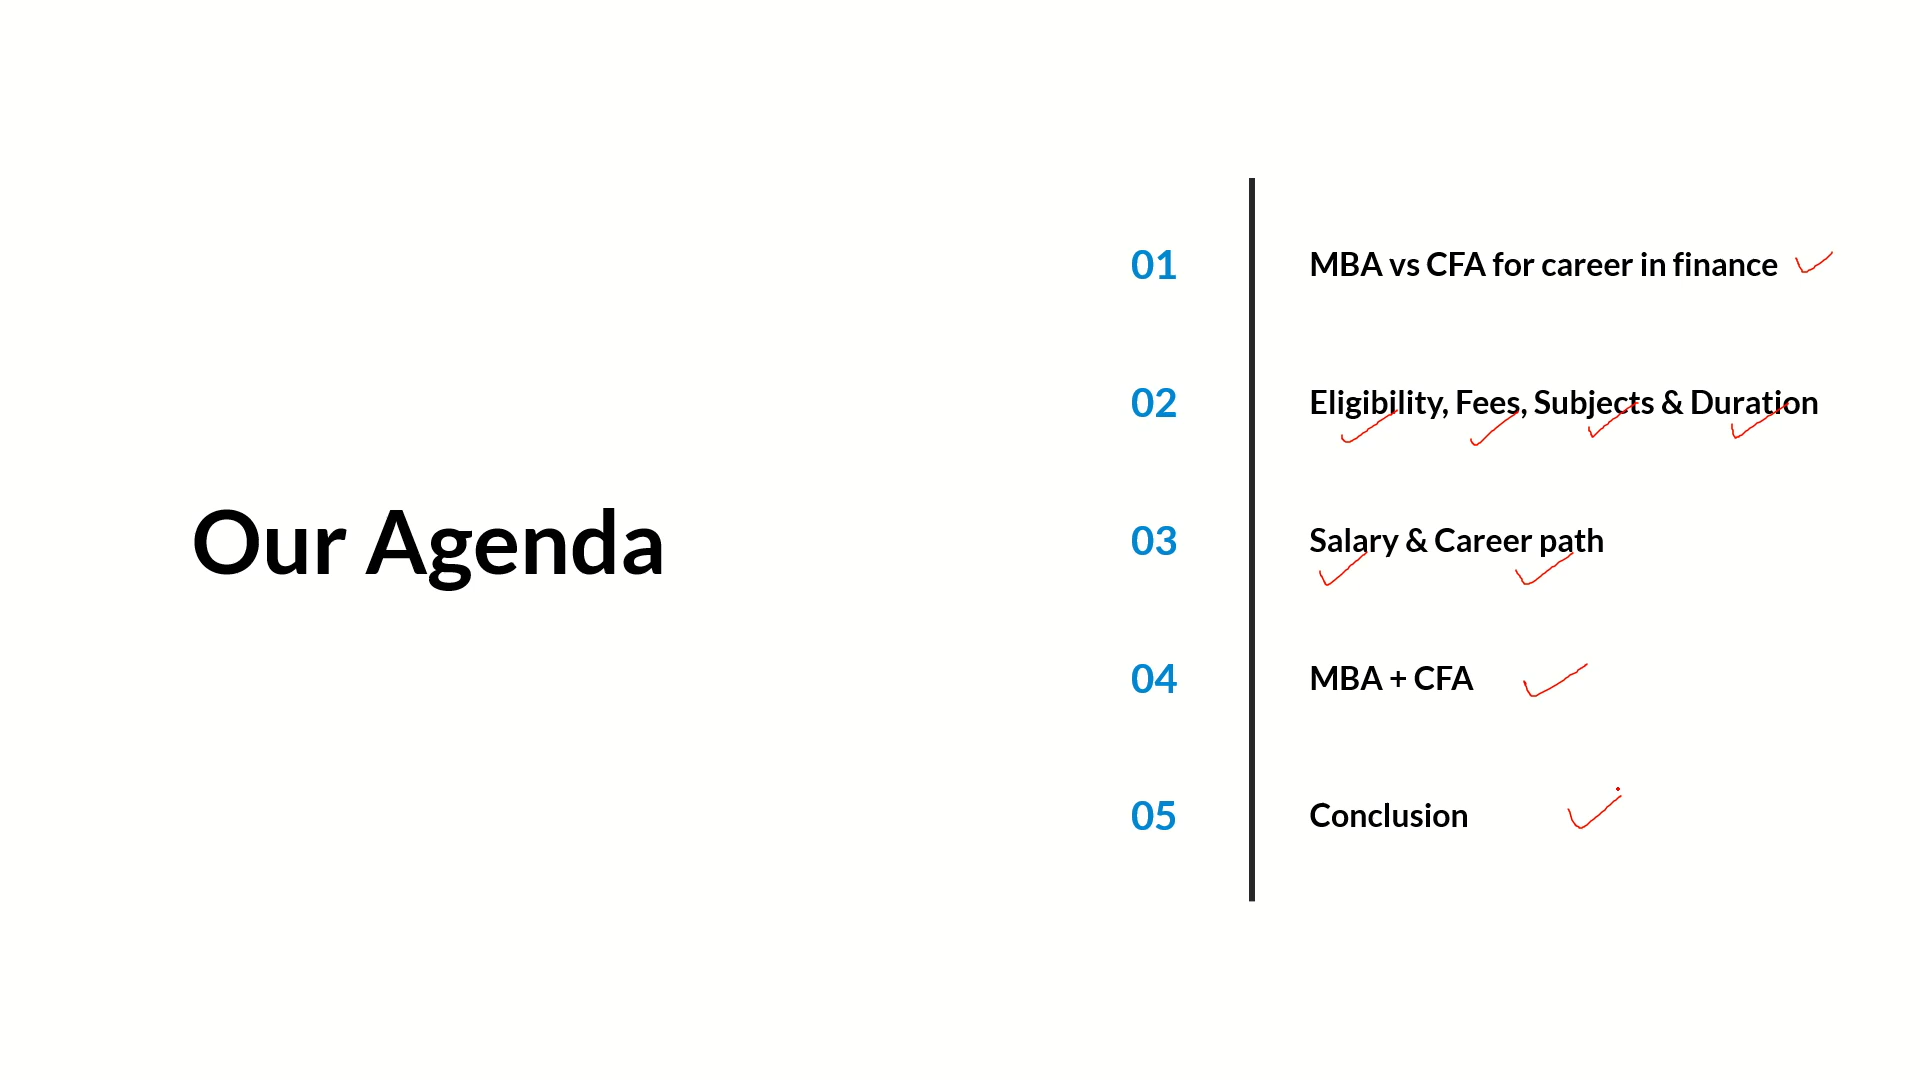 Our Agenda
01 MBA vs CFA for career in finance
02 Eligibility, Fees, Subjects & Duration
03 Salary & Career path
04 MBA + CFA
05 Conclusion